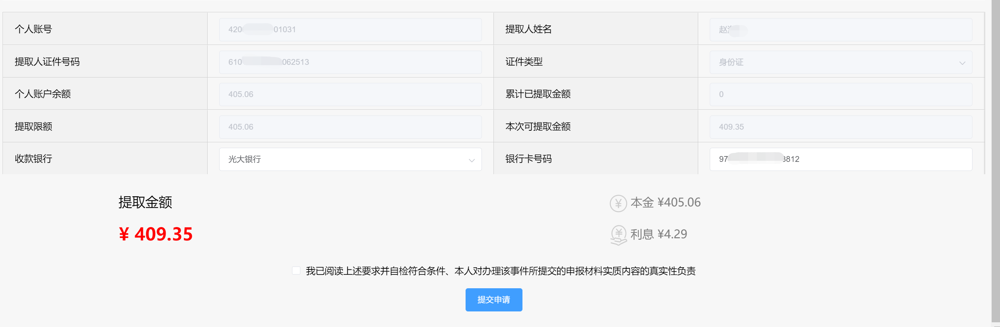 个人账号 420 01031 提取人姓名 赵
提取人证件号码 610 062513 证件类型 身份证
个人账户余额 405.06 累计已提取金额 0
提取限额 405.06 本次可提取金额 409.35
收款银行 光大银行 银行卡号码 97 8812
提取金额
本金 ¥405.06
¥ 409.35
利息 ¥4.29
我已阅读上述要求并自检符合条件、本人对办理该事件所提交的申报材料实质内容的真实性负责
提交申请